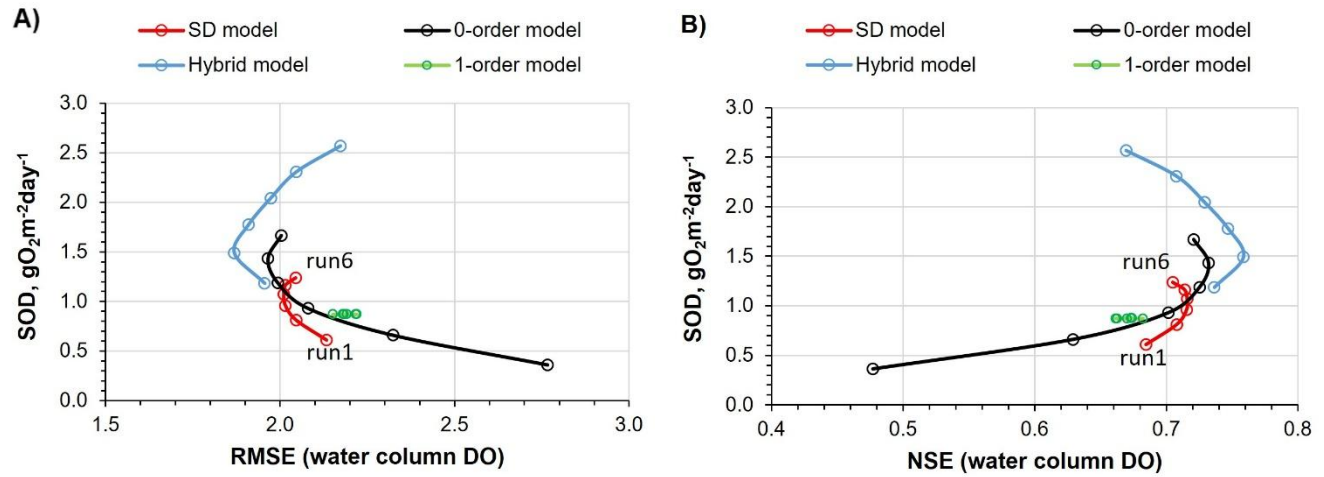 A)
SD model
0-order model
Hybrid model
1-order model
SOD, gO₂m⁻²day⁻¹
3.0
2.5
2.0
1.5
1.0
0.5
0.0
run6
run1
1.5
2.0
2.5
3.0
RMSE (water column DO)
B)
SD model
0-order model
Hybrid model
1-order model
SOD, gO₂m⁻²day⁻¹
3.0
2.5
2.0
1.5
1.0
0.5
0.0
run6
run1
0.4
0.5
0.6
0.7
0.8
NSE (water column DO)